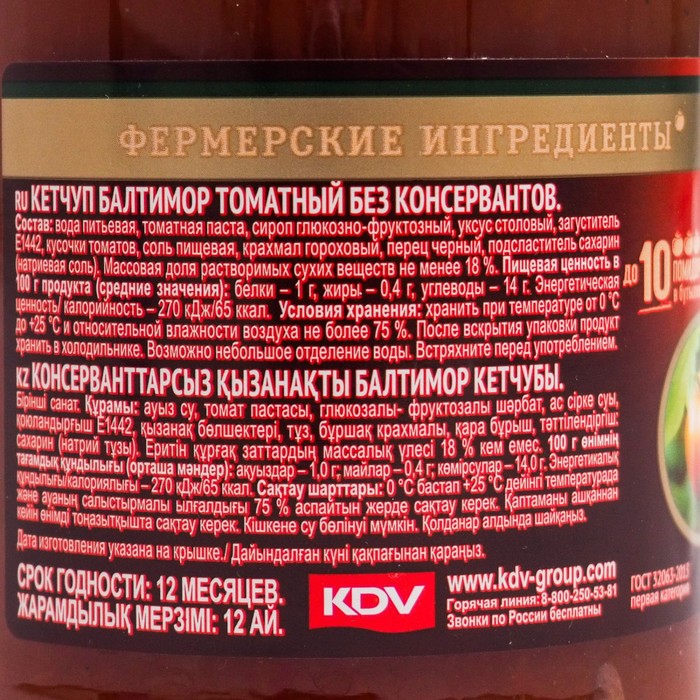 ФЕРМЕРСКИЕ ИНГРЕДИЕНТЫ
RU КЕТЧУП БАЛТИМОР ТОМАТНЫЙ БЕЗ КОНСЕРВАНТОВ.
Состав: вода питьевая, томатная паста, сироп глюкозно-фруктозный, уксус столовый, загуститель
Е1442, кусочки томатов, соль пищевая, крахмал гороховый, перец черный, подсластитель сахарин
(натриевая соль). Массовая доля растворимых сухих веществ не менее 18 %. Пищевая ценность в
100 г продукта (средние значения): белки – 1 г, жиры – 0,4 г, углеводы – 14 г. Энергетическая
ценность/ калорийность – 270 кДж/65 ккал. Условия хранения: хранить при температуре от 0 °С
до +25 °С и относительной влажности воздуха не более 75 %. После вскрытия упаковки продукт
хранить в холодильнике. Возможно небольшое отделение воды. Встряхните перед употреблением.
KZ КОНСЕРВАНТТАРСЫЗ ҚЫЗАНАҚТЫ БАЛТИМОР КЕТЧУБЫ.
Бірінші санат. Құрамы: ауыз су, томат пастасы, глюкозалы- фруктозалы шәрбат, ас сірке суы,
қоюландырғыш Е1442, қызанақ бөлшектері, тұз, бұршақ крахмалы, қара бұрыш, тәттілендіргіш:
сахарин (натрий тұзы). Еритін құрғақ заттардың массалық үлесі 18 % кем емес. 100 г өнімнің
тағамдық құндылығы (орташа мәндер): ақуыздар – 1,0 г, майлар – 0,4 г, көмірсулар – 14,0 г. Энергетикалық
құндылығы/калориялығы – 270 кДж/65 ккал. Сақтау шарттары: 0 °С бастап +25 °С дейінгі температурада
және ауаның салыстырмалы ылғалдығы 75 % аспайтын жерде сақтау керек. Қаптаманы ашқаннан
кейін өнімді тоңазытқышта сақтау керек. Кішкене су бөлінуі мүмкін. Қолданар алдында шайқаңыз.
Дата изготовления указана на крышке./ Дайындалған күні қақпағынан қараңыз.
СРОК ГОДНОСТИ: 12 МЕСЯЦЕВ.
ЖАРАМДЫЛЫҚ МЕРЗІМІ: 12 АЙ.
KDV
www.kdv-group.com
Горячая линия: 8-800-250-53-81
Звонки по России бесплатны
ГОСТ 32063-2013
первая категория
до 10